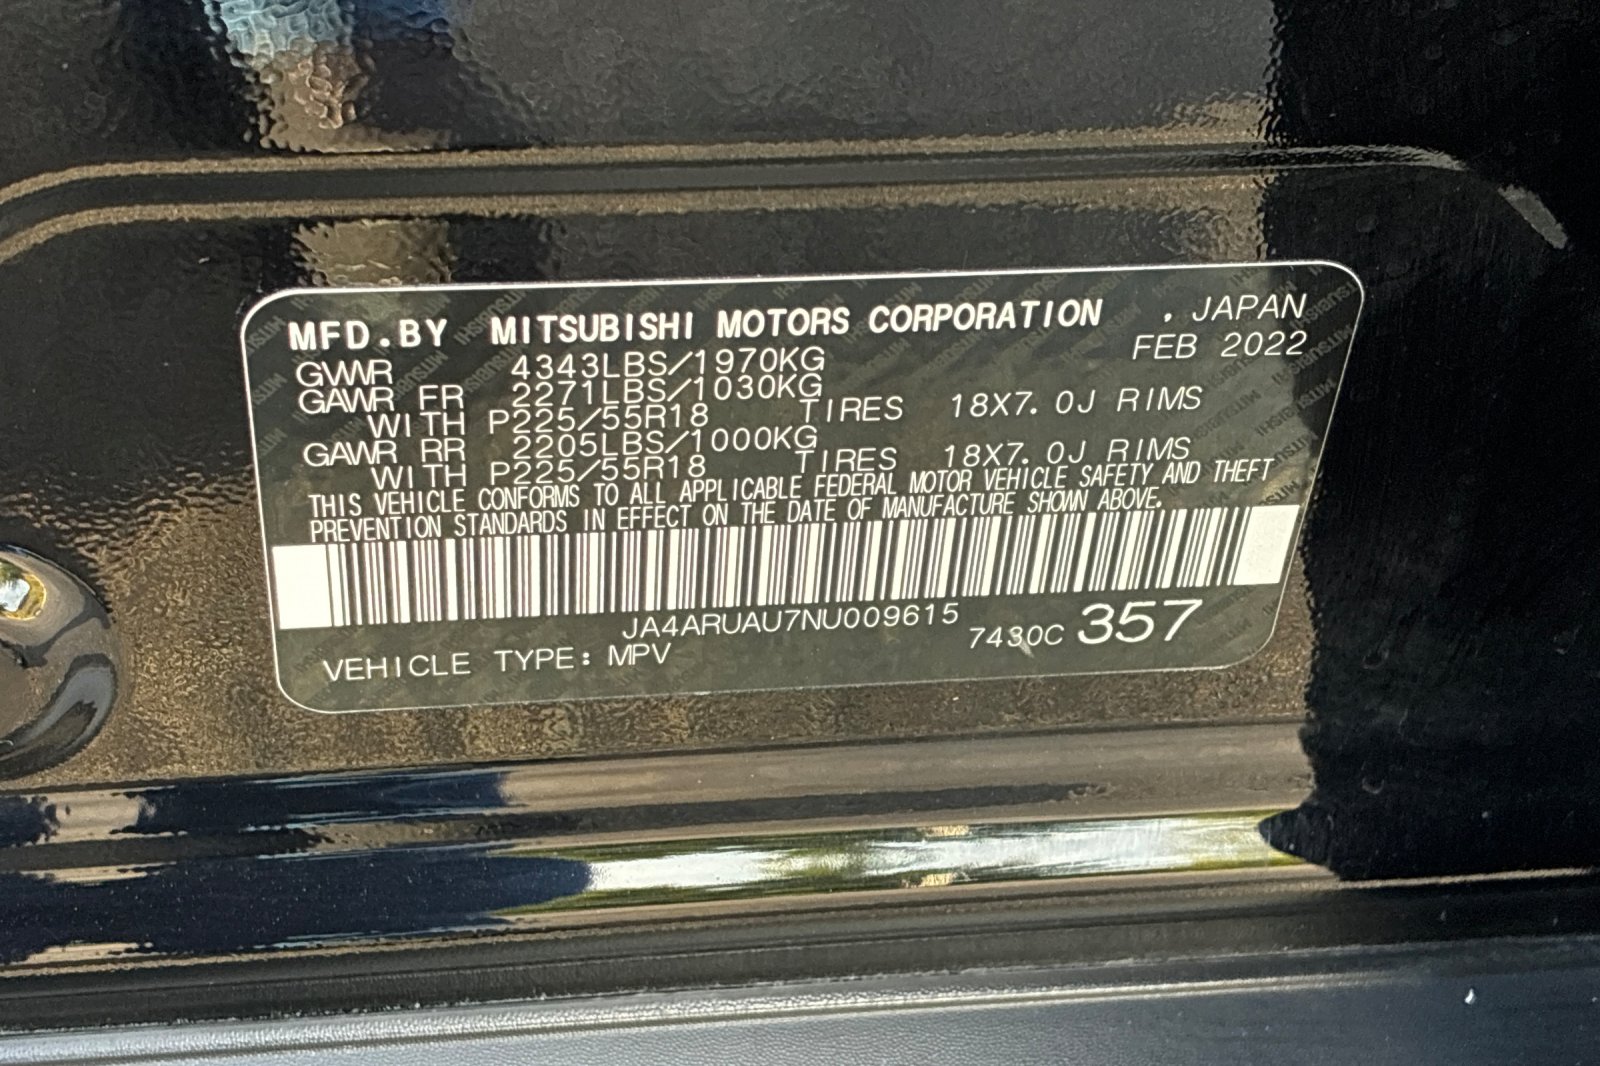 MFD.BY MITSUBISHI MOTORS CORPORATION , JAPAN
GVWR 4343LBS/1970KG FEB 2022
GAWR FR 2271LBS/1030KG
WITH P225/55R18 TIRES 18X7.0J RIMS
GAWR RR 2205LBS/1000KG
WITH P225/55R18 TIRES 18X7.0J RIMS
THIS VEHICLE CONFORMS TO ALL APPLICABLE FEDERAL MOTOR VEHICLE SAFETY AND THEFT
PREVENTION STANDARDS IN EFFECT ON THE DATE OF MANUFACTURE SHOWN ABOVE.
JA4ARUAU7NU009615
VEHICLE TYPE: MPV 7430C 357